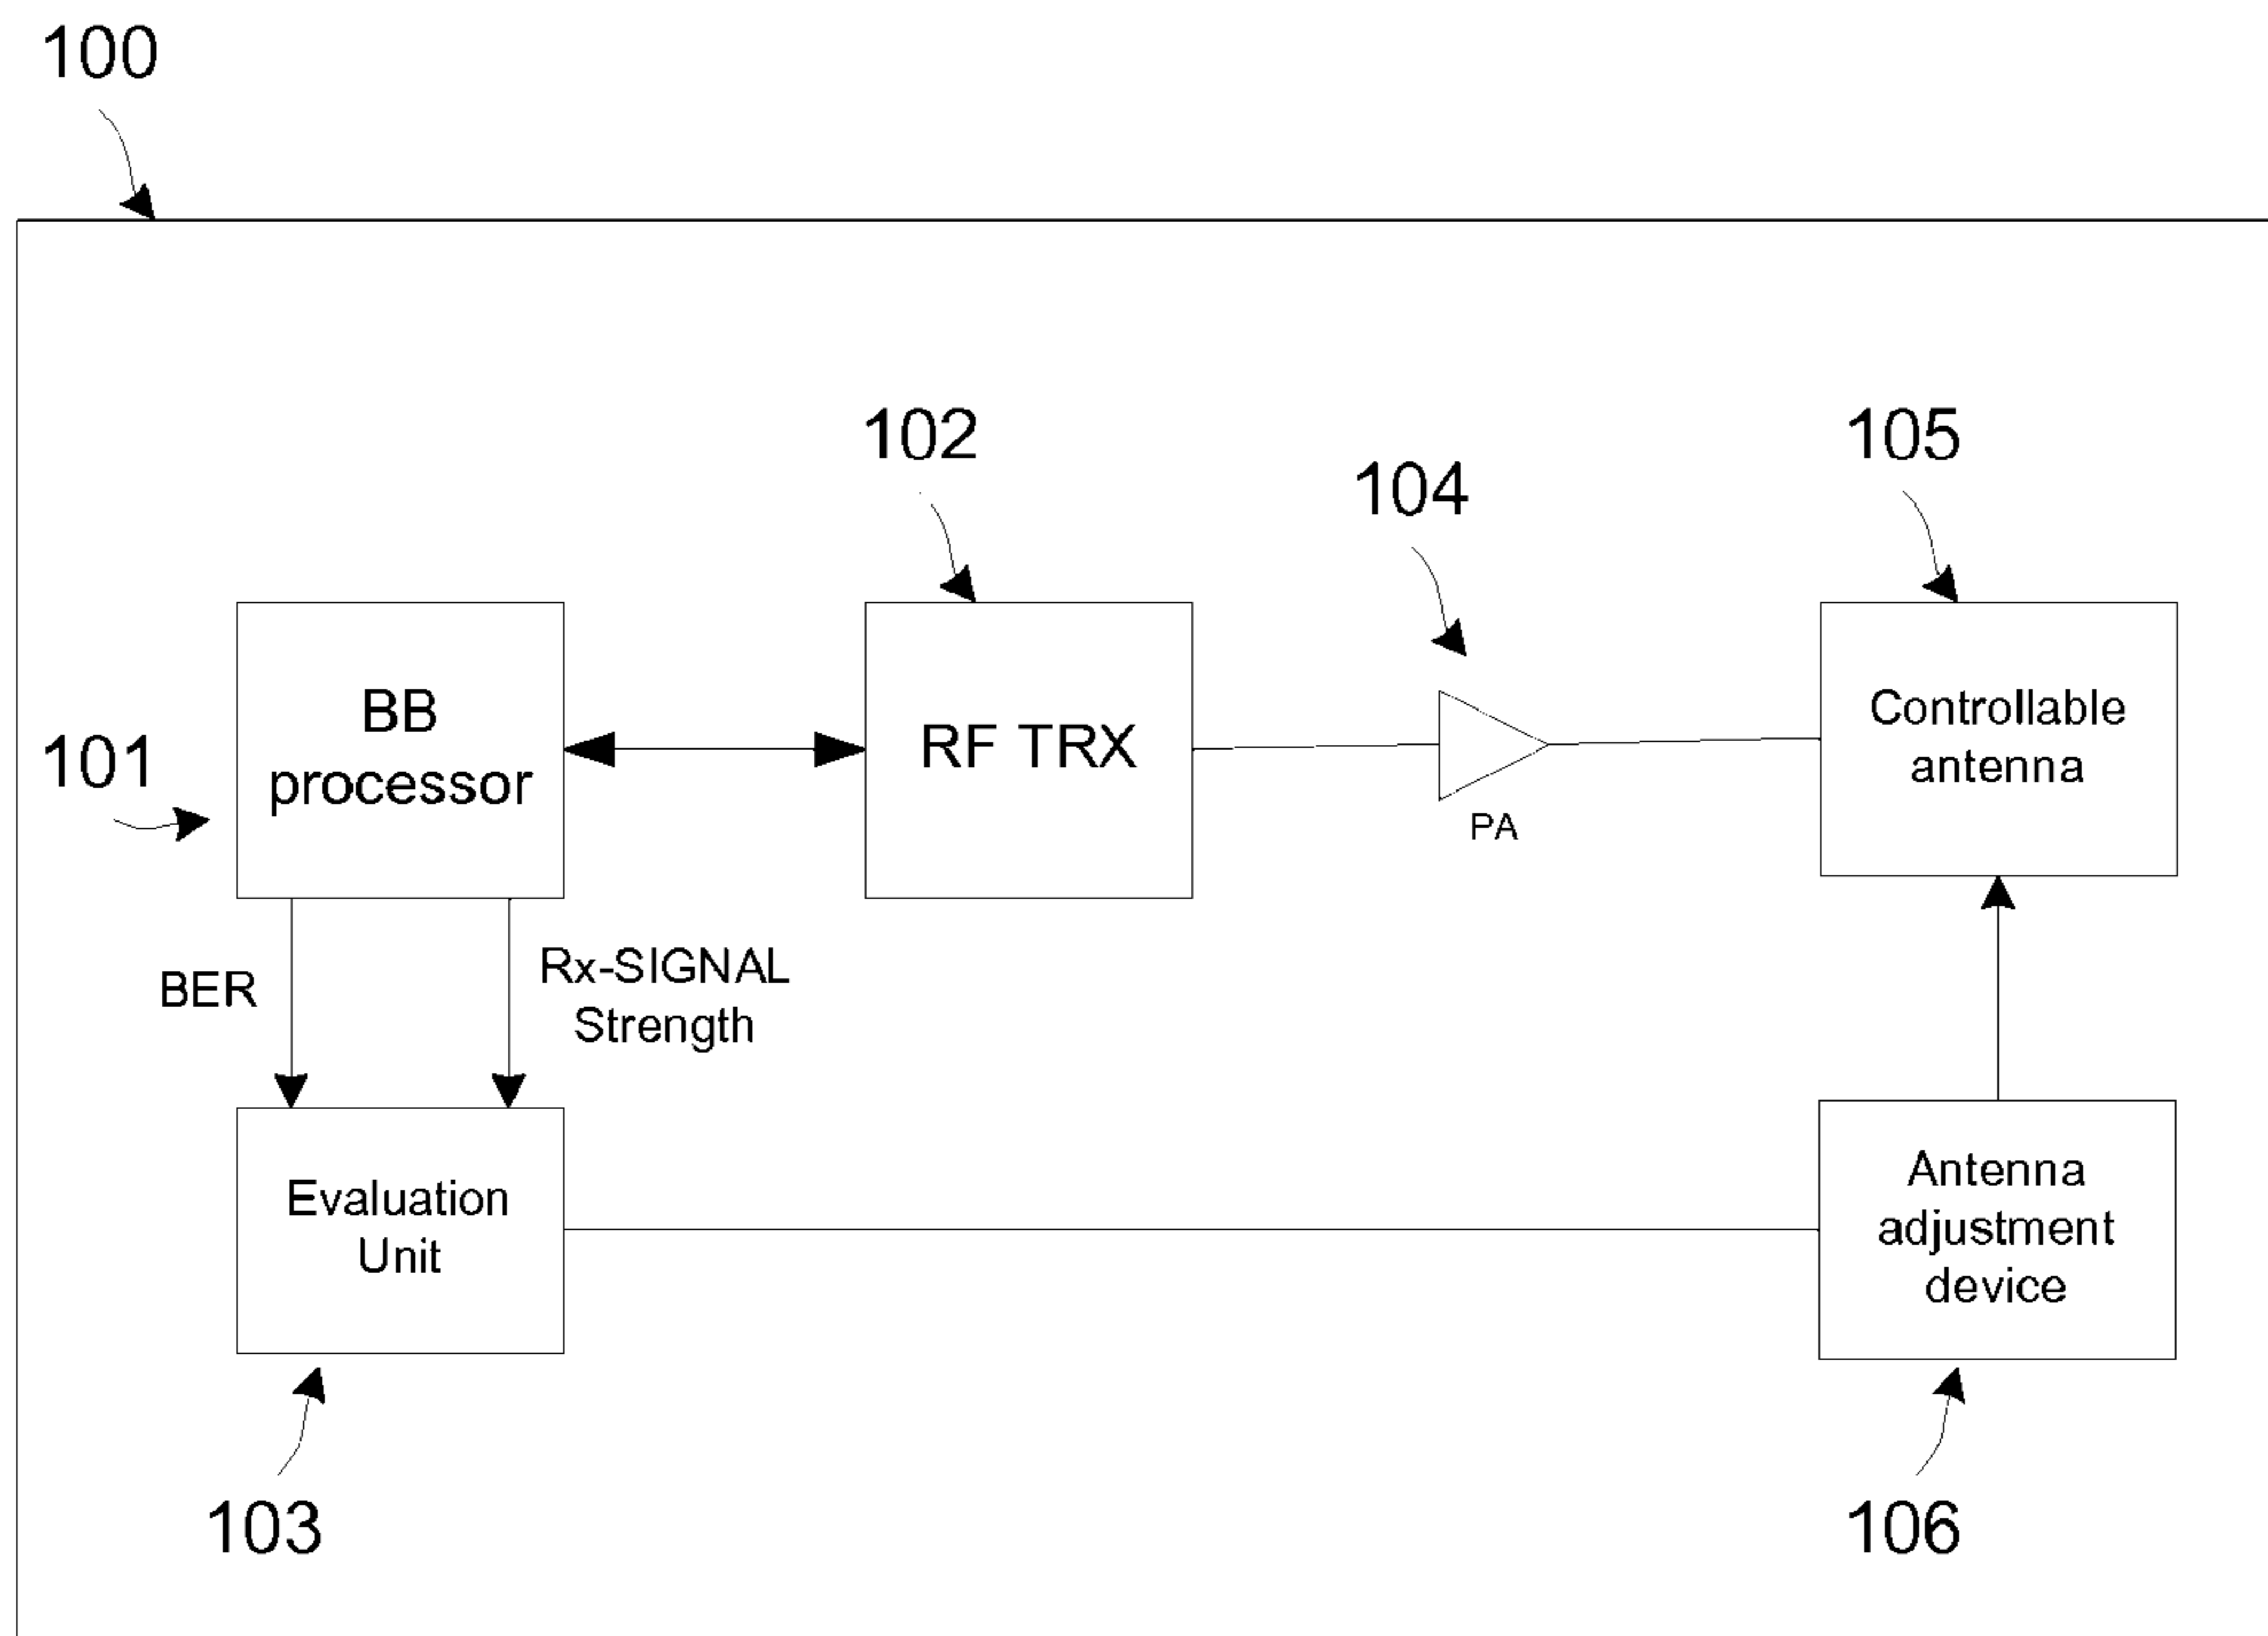 100
102
105
104
BB
processor
RF TRX
Controllable
antenna
101
PA
BER
Rx-SIGNAL
Strength
Evaluation
Unit
Antenna
adjustment
device
103
106